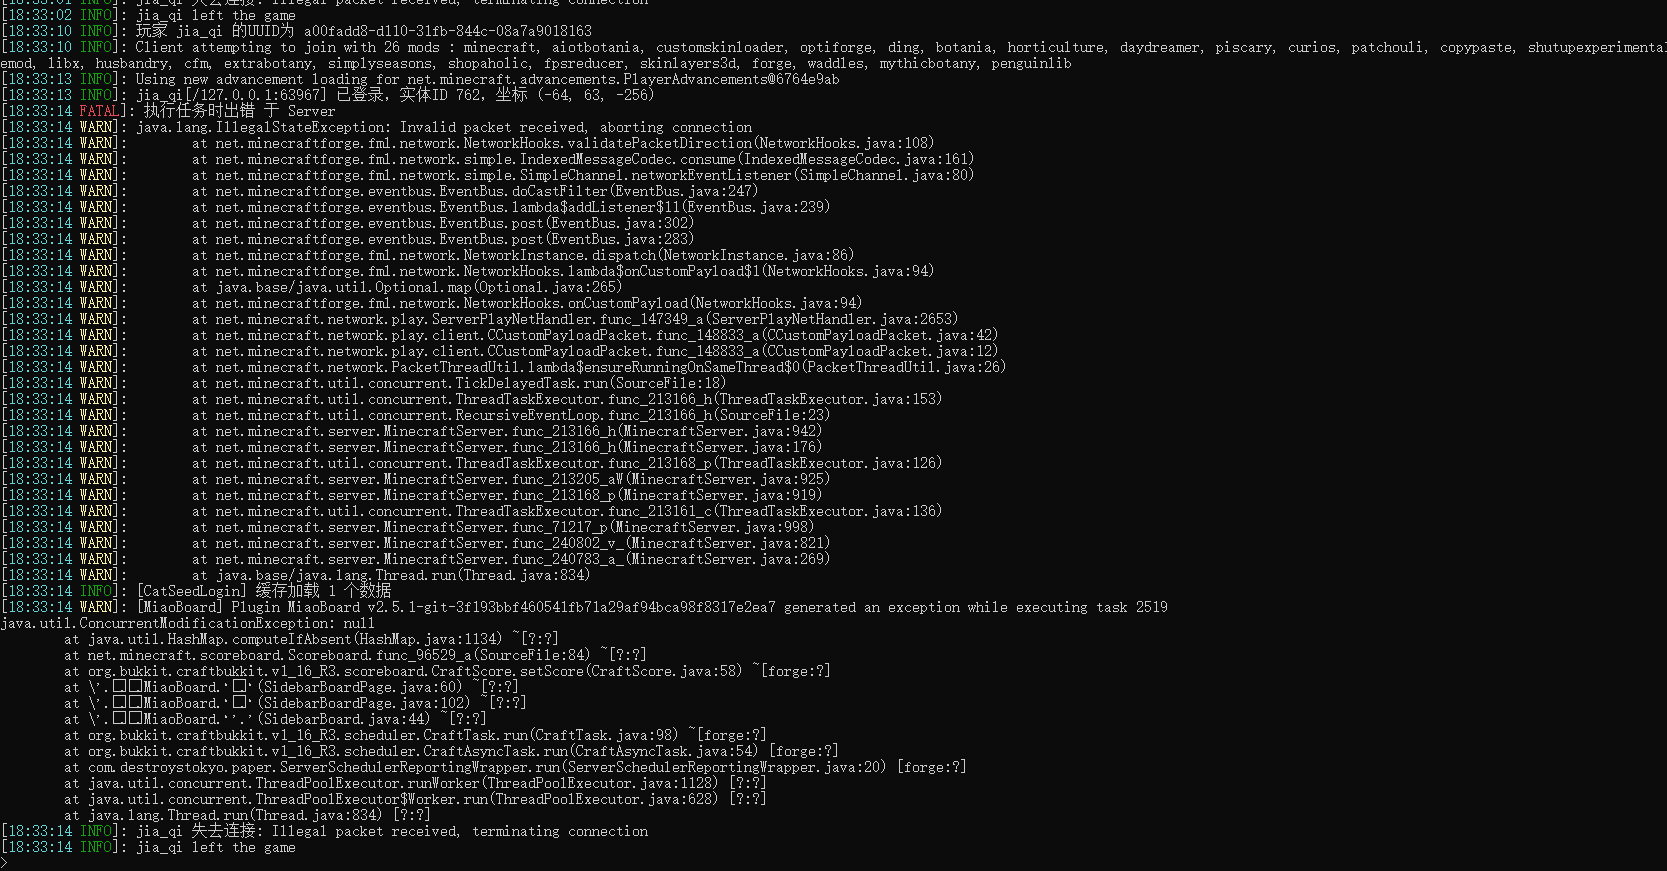 [18:33:01 INFO]: jia_qi 失去连接: Illegal packet received, terminating connection
[18:33:02 INFO]: jia_qi left the game
[18:33:10 INFO]: 玩家 jia_qi 的UUID为 a00fadd8-d110-31fb-844c-08a7a9018163
[18:33:10 INFO]: Client attempting to join with 26 mods : minecraft, aiotbotania, customskinloader, optiforge, ding, botania, horticulture, daydreamer, piscary, curios, patchouli, copypaste, shutupexperimental
emod, libx, husbandry, cfm, extrabotany, simplyseasons, shopaholic, fpsreducer, skinlayers3d, forge, waddles, mythicbotany, penguinlib
[18:33:13 INFO]: Using new advancement loading for net.minecraft.advancements.PlayerAdvancements@6764e9ab
[18:33:13 INFO]: jia_qi[/127.0.0.1:63967] 已登录，实体ID 762，坐标 (-64, 63, -256)
[18:33:14 FATAL]: 执行任务时出错 于 Server
[18:33:14 WARN]: java.lang.IllegalStateException: Invalid packet received, aborting connection
[18:33:14 WARN]: at net.minecraftforge.fml.network.NetworkHooks.validatePacketDirection(NetworkHooks.java:108)
[18:33:14 WARN]: at net.minecraftforge.fml.network.simple.IndexedMessageCodec.consume(IndexedMessageCodec.java:161)
[18:33:14 WARN]: at net.minecraftforge.fml.network.simple.SimpleChannel.networkEventListener(SimpleChannel.java:80)
[18:33:14 WARN]: at net.minecraftforge.eventbus.EventBus.doCastFilter(EventBus.java:247)
[18:33:14 WARN]: at net.minecraftforge.eventbus.EventBus.lambda$addListener$11(EventBus.java:239)
[18:33:14 WARN]: at net.minecraftforge.eventbus.EventBus.post(EventBus.java:302)
[18:33:14 WARN]: at net.minecraftforge.eventbus.EventBus.post(EventBus.java:283)
[18:33:14 WARN]: at net.minecraftforge.fml.network.NetworkInstance.dispatch(NetworkInstance.java:86)
[18:33:14 WARN]: at net.minecraftforge.fml.network.NetworkHooks.lambda$onCustomPayload$1(NetworkHooks.java:94)
[18:33:14 WARN]: at java.base/java.util.Optional.map(Optional.java:265)
[18:33:14 WARN]: at net.minecraftforge.fml.network.NetworkHooks.onCustomPayload(NetworkHooks.java:94)
[18:33:14 WARN]: at net.minecraft.network.play.ServerPlayNetHandler.func_147349_a(ServerPlayNetHandler.java:2653)
[18:33:14 WARN]: at net.minecraft.network.play.client.CCustomPayloadPacket.func_148833_a(CCustomPayloadPacket.java:42)
[18:33:14 WARN]: at net.minecraft.network.play.client.CCustomPayloadPacket.func_148833_a(CCustomPayloadPacket.java:12)
[18:33:14 WARN]: at net.minecraft.network.PacketThreadUtil.lambda$ensureRunningOnSameThread$0(PacketThreadUtil.java:26)
[18:33:14 WARN]: at net.minecraft.util.concurrent.TickDelayedTask.run(SourceFile:18)
[18:33:14 WARN]: at net.minecraft.util.concurrent.ThreadTaskExecutor.func_213166_h(ThreadTaskExecutor.java:153)
[18:33:14 WARN]: at net.minecraft.util.concurrent.RecursiveEventLoop.func_213166_h(SourceFile:23)
[18:33:14 WARN]: at net.minecraft.server.MinecraftServer.func_213166_h(MinecraftServer.java:942)
[18:33:14 WARN]: at net.minecraft.server.MinecraftServer.func_213166_h(MinecraftServer.java:176)
[18:33:14 WARN]: at net.minecraft.util.concurrent.ThreadTaskExecutor.func_213168_p(ThreadTaskExecutor.java:126)
[18:33:14 WARN]: at net.minecraft.server.MinecraftServer.func_213205_aW(MinecraftServer.java:925)
[18:33:14 WARN]: at net.minecraft.server.MinecraftServer.func_213168_p(MinecraftServer.java:919)
[18:33:14 WARN]: at net.minecraft.util.concurrent.ThreadTaskExecutor.func_213161_c(ThreadTaskExecutor.java:136)
[18:33:14 WARN]: at net.minecraft.server.MinecraftServer.func_71217_p(MinecraftServer.java:998)
[18:33:14 WARN]: at net.minecraft.server.MinecraftServer.func_240802_v_(MinecraftServer.java:821)
[18:33:14 WARN]: at net.minecraft.server.MinecraftServer.func_240783_a_(MinecraftServer.java:269)
[18:33:14 WARN]: at java.base/java.lang.Thread.run(Thread.java:834)
[18:33:14 INFO]: [CatSeedLogin] 缓存加载 1 个数据
[18:33:14 WARN]: [MiaoBoard] Plugin MiaoBoard v2.5.1-git-3f193bbf460541fb71a29af94bca98f8317e2ea7 generated an exception while executing task 2519
java.util.ConcurrentModificationException: null
at java.util.HashMap.computeIfAbsent(HashMap.java:1134) ~[?:?]
at net.minecraft.scoreboard.Scoreboard.func_96529_a(SourceFile:84) ~[?:?]
at org.bukkit.craftbukkit.v1_16_R3.scoreboard.CraftScore.setScore(CraftScore.java:58) ~[forge:?]
at MiaoBoard. (SidebarBoardPage.java:60) ~[?:?]
at MiaoBoard. (SidebarBoardPage.java:102) ~[?:?]
at MiaoBoard. (SidebarBoard.java:44) ~[?:?]
at org.bukkit.craftbukkit.v1_16_R3.scheduler.CraftTask.run(CraftTask.java:98) ~[forge:?]
at org.bukkit.craftbukkit.v1_16_R3.scheduler.CraftAsyncTask.run(CraftAsyncTask.java:54) [forge:?]
at com.destroystokyo.paper.ServerSchedulerReportingWrapper.run(ServerSchedulerReportingWrapper.java:20) [forge:?]
at java.util.concurrent.ThreadPoolExecutor.runWorker(ThreadPoolExecutor.java:1128) [?:?]
at java.util.concurrent.ThreadPoolExecutor$Worker.run(ThreadPoolExecutor.java:628) [?:?]
at java.lang.Thread.run(Thread.java:834) [?:?]
[18:33:14 INFO]: jia_qi 失去连接: Illegal packet received, terminating connection
[18:33:14 INFO]: jia_qi left the game
>